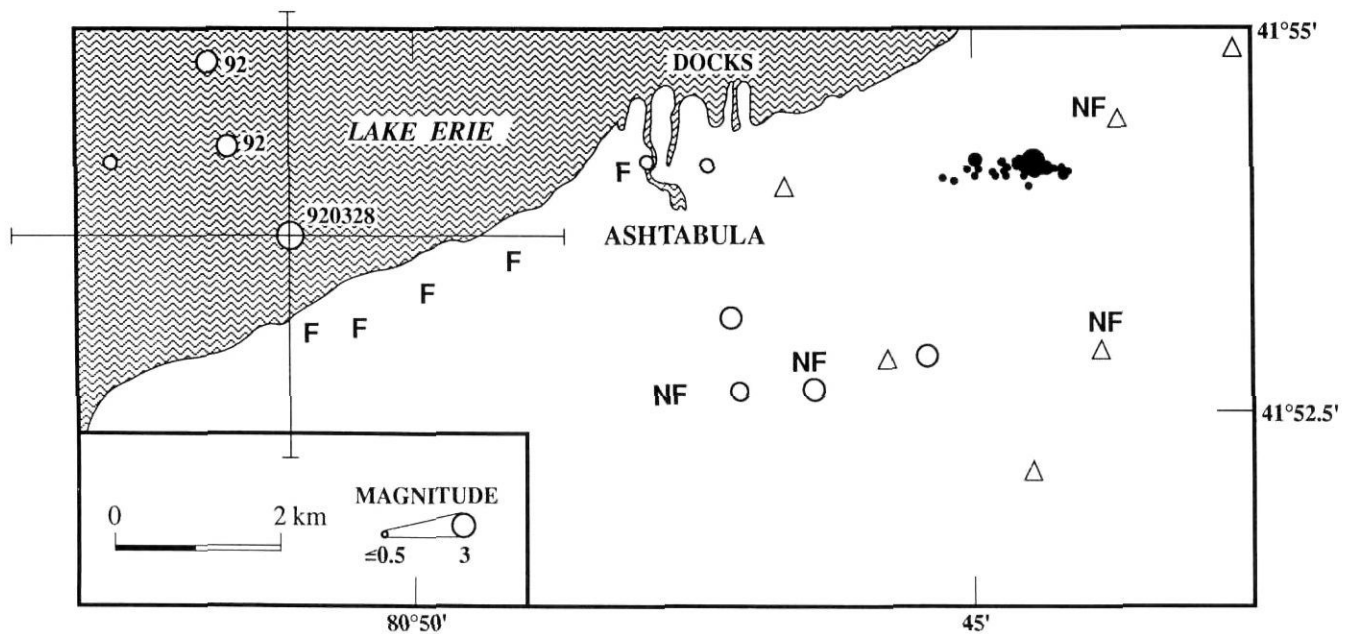 41°55'
92
DOCKS
NF
LAKE ERIE
92
F
920328
ASHTABULA
F
F
F
F
NF
NF
NF
41°52.5'
MAGNITUDE
0
2 km
≤0.5
3
80°50'
45'